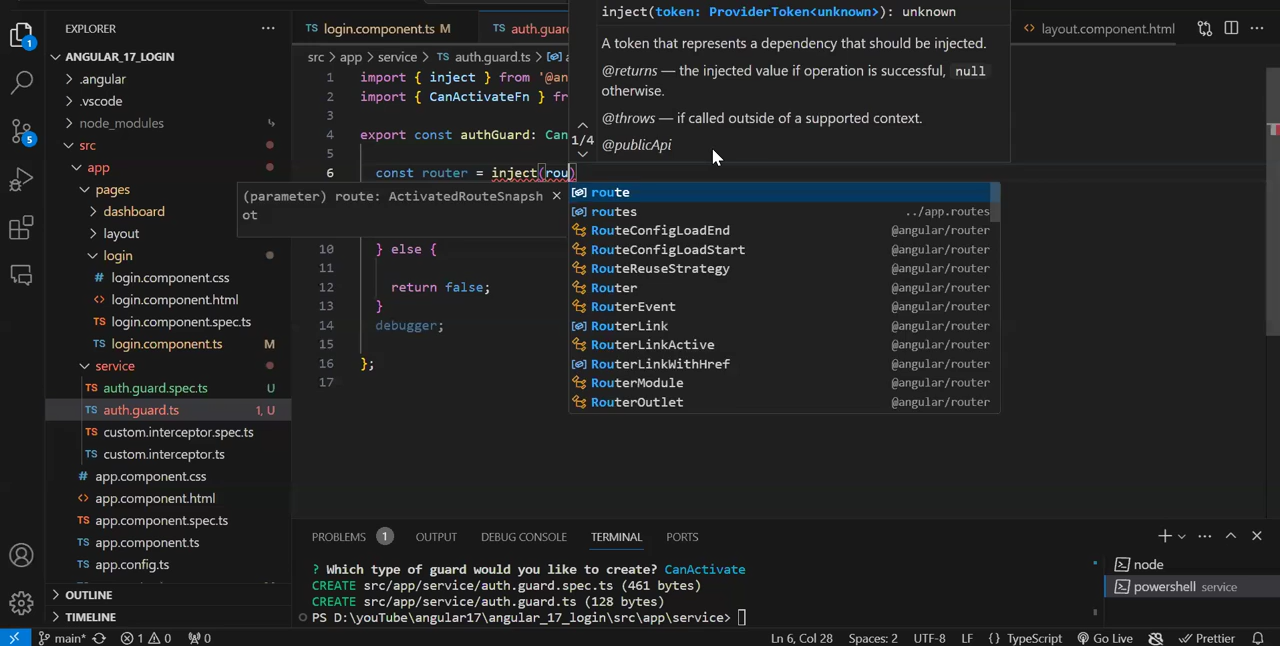 EXPLORER
ANGULAR_17_LOGIN
.angular
.vscode
node_modules
src
app
pages
dashboard
layout
login
login.component.css
login.component.html
login.component.spec.ts
login.component.ts M
service
auth.guard.spec.ts U
auth.guard.ts 1, U
custom.interceptor.spec.ts
custom.interceptor.ts
app.component.css
app.component.html
app.component.spec.ts
app.component.ts
app.config.ts
OUTLINE
TIMELINE
TS login.component.ts M
TS auth.guard
layout.component.html
src > app > service > TS auth.guard.ts >
1 import { inject } from '@an
2 import { CanActivateFn } fr
3
4 export const authGuard: Can
5
6 const router = inject(rou)
10 } else {
11
12 return false;
13 }
14 debugger;
15
16 };
17
inject(token: ProviderToken<unknown>): unknown
A token that represents a dependency that should be injected.
@returns — the injected value if operation is successful, null
otherwise.
@throws — if called outside of a supported context.
1/4
@publicApi
(parameter) route: ActivatedRouteSnapsh
ot
route
routes ../app.routes
RouteConfigLoadEnd @angular/router
RouteConfigLoadStart @angular/router
RouteReuseStrategy @angular/router
Router @angular/router
RouterEvent @angular/router
RouterLink @angular/router
RouterLinkActive @angular/router
RouterLinkWithHref @angular/router
RouterModule @angular/router
RouterOutlet @angular/router
PROBLEMS 1 OUTPUT DEBUG CONSOLE TERMINAL PORTS
? Which type of guard would you like to create? CanActivate
CREATE src/app/service/auth.guard.spec.ts (461 bytes)
CREATE src/app/service/auth.guard.ts (128 bytes)
PS D:\youTube\angular17\angular_17_login\src\app\service>
node
powershell service
main* 1 0 0 Ln 6, Col 28 Spaces: 2 UTF-8 LF {} TypeScript Go Live Prettier